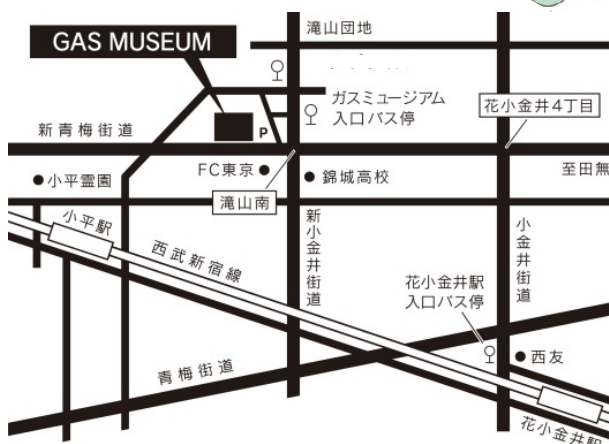 滝山団地
GAS MUSEUM
ガスミュージアム
入口 バス停
花小金井4丁目
新青梅街道
P
FC東京
錦城高校
至田無
小平霊園
滝山南
小平駅
西武新宿線
新小金井街道
小金井街道
花小金井駅
入口バス停
青梅街道
西友
花小金井駅